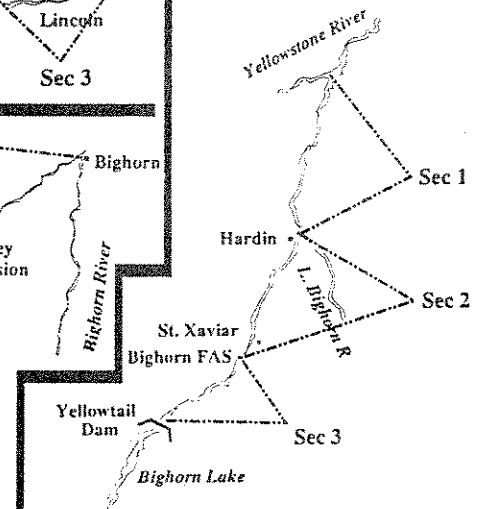 Lincoln
Sec 3
Bighorn
Bighorn River
Yellowstone River
Sec 1
Hardin
L. Bighorn R
Sec 2
St. Xaviar
Bighorn FAS
Yellowtail
Dam
Sec 3
Bighorn Lake